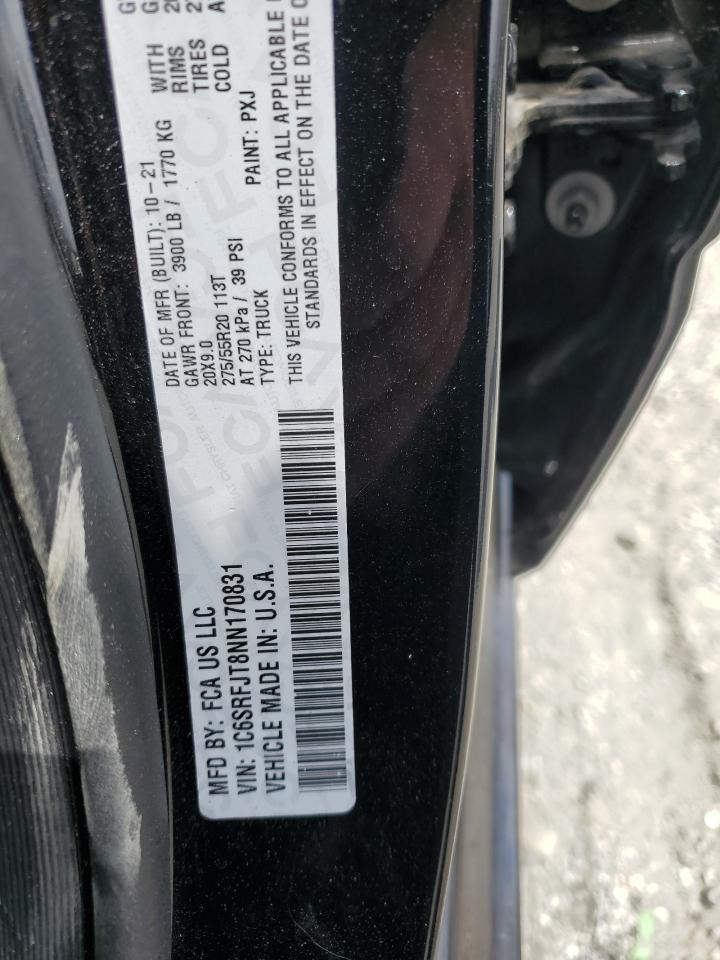 MFD BY: FCA US LLC
DATE OF MFR (BUILT): 10-21
GAWR FRONT: 3900 LB / 1770 KG
WITH
20X9.0
RIMS
275/55R20 113T
TIRES
AT 270 kPa / 39 PSI
COLD
VIN: 1C6SRFJT8NN170831
TYPE: TRUCK
PAINT: PXJ
VEHICLE MADE IN: U.S.A.
THIS VEHICLE CONFORMS TO ALL APPLICABLE
STANDARDS IN EFFECT ON THE DATE O